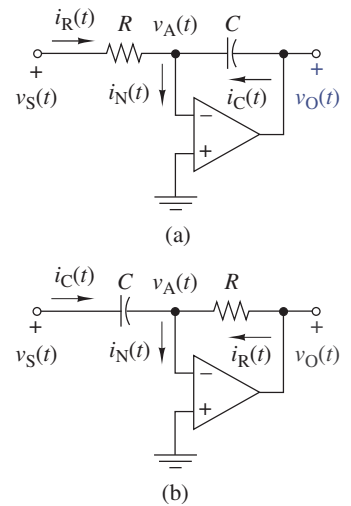 i_R(t) R v_A(t) C
+ i_N(t) i_C(t) +
v_S(t) − v_O(t)
+
(a)
i_C(t) C v_A(t) R
+ i_N(t) i_R(t) +
v_S(t) − v_O(t)
+
(b)